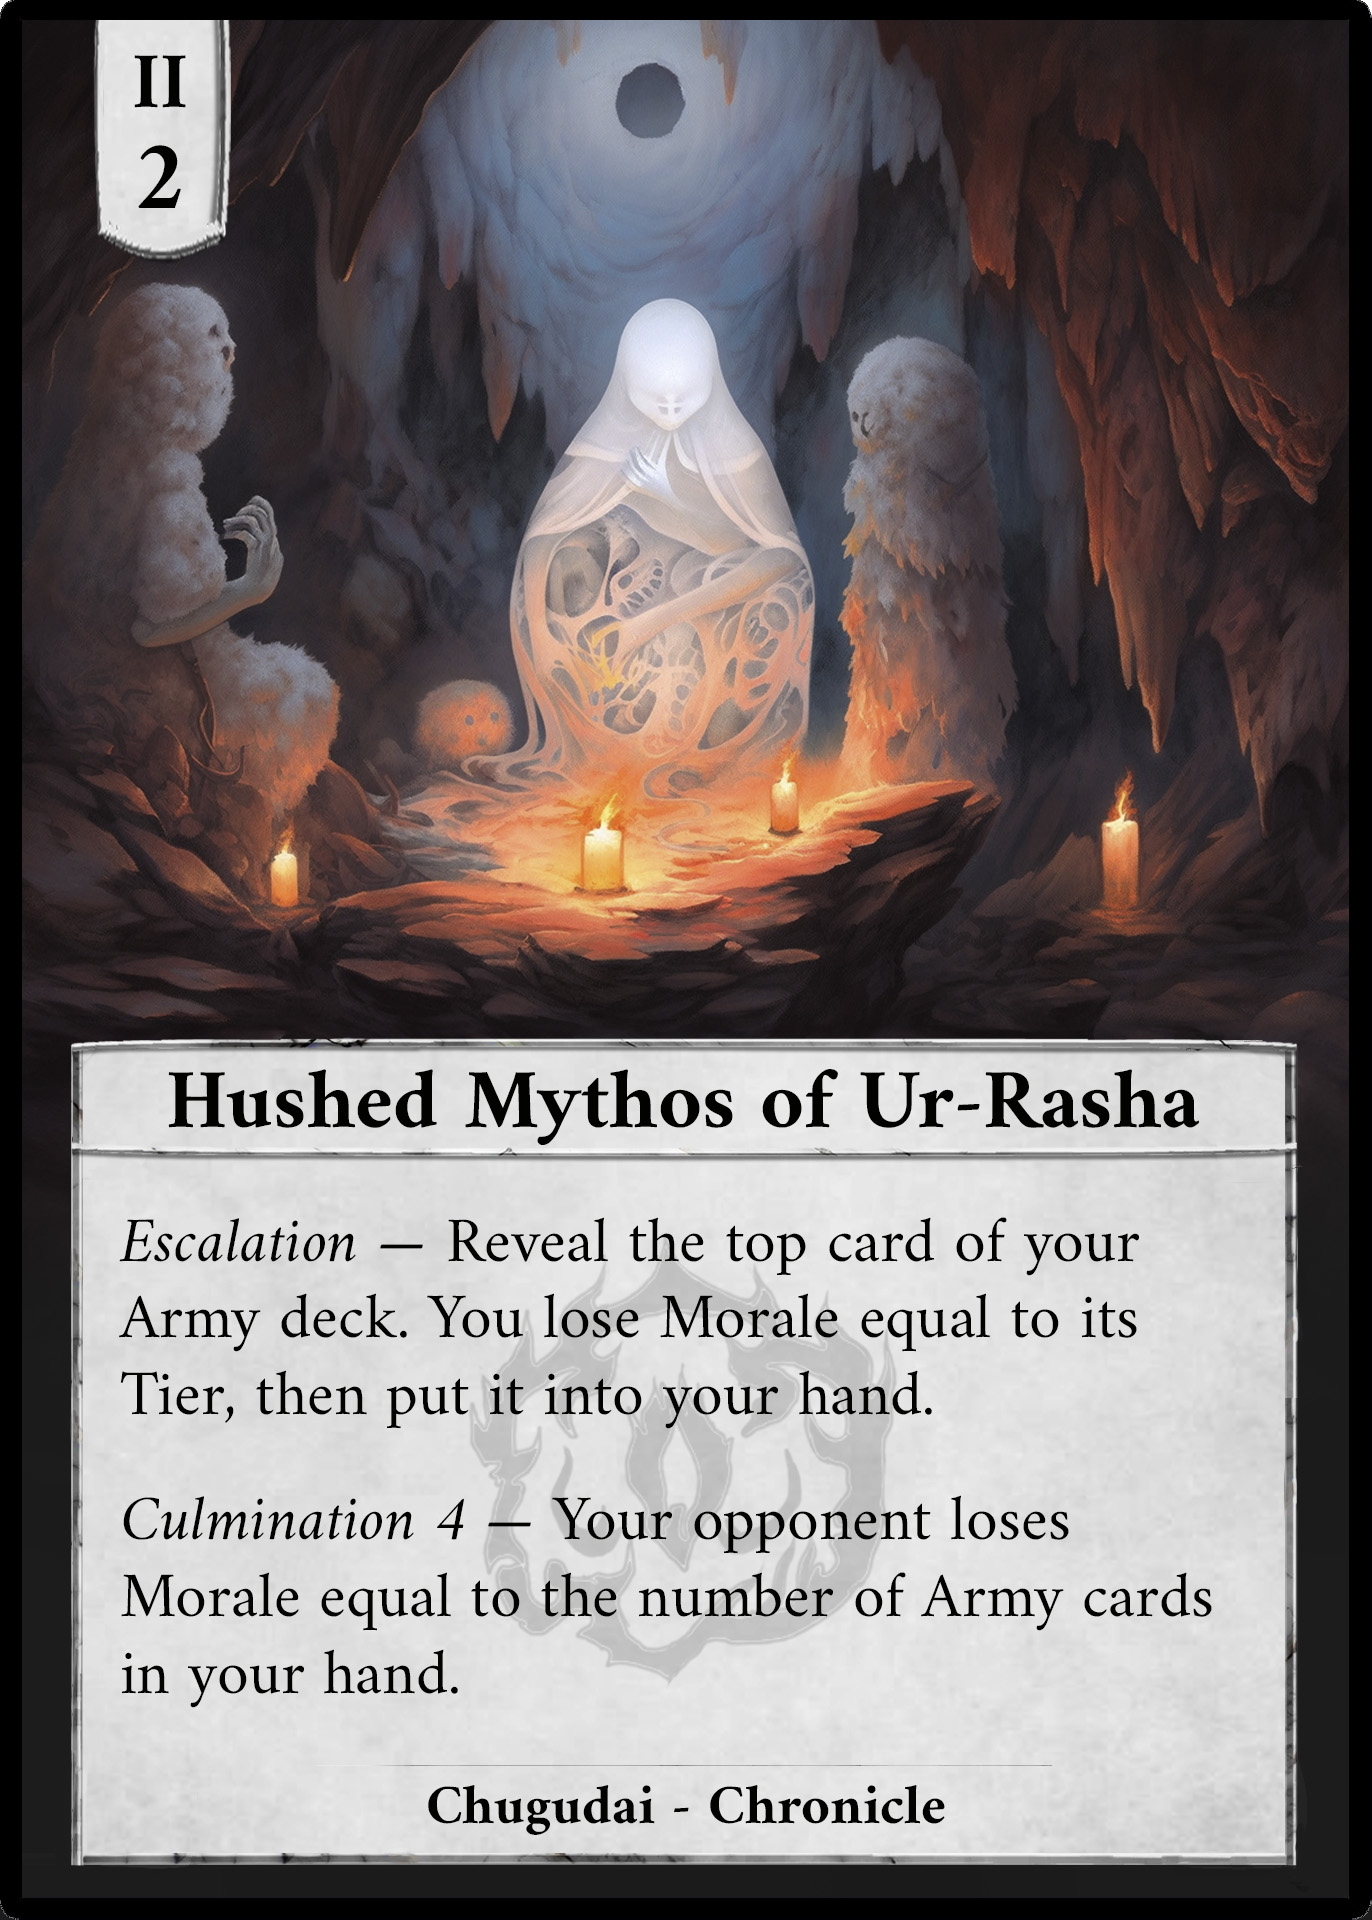 II
2
Hushed Mythos of Ur-Rasha
Escalation — Reveal the top card of your
Army deck. You lose Morale equal to its
Tier, then put it into your hand.
Culmination 4 — Your opponent loses
Morale equal to the number of Army cards
in your hand.
Chugudai - Chronicle